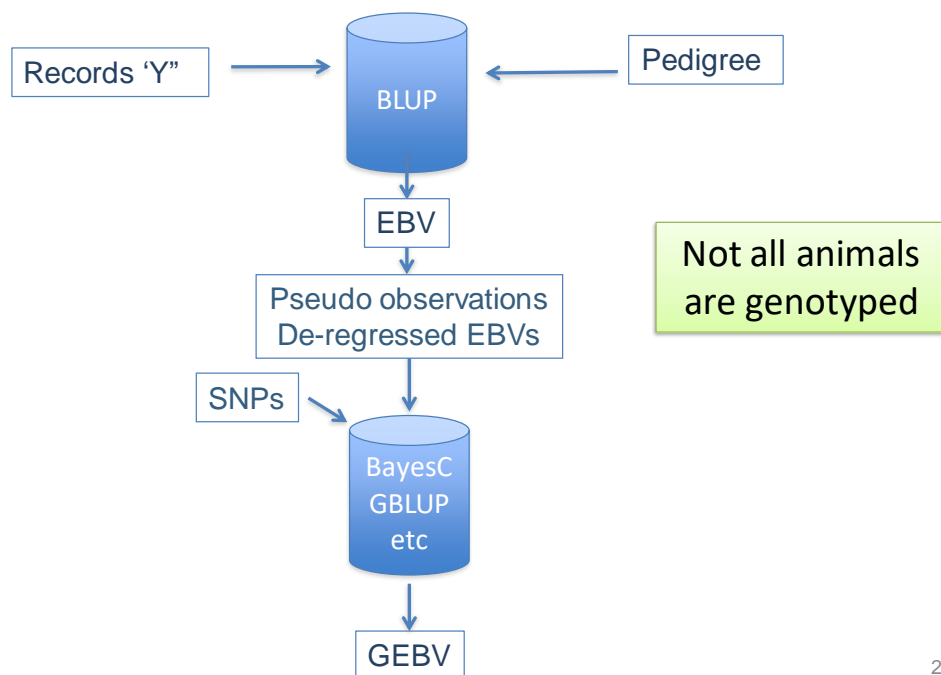 Records ‘Y”
Pedigree
BLUP
EBV
Pseudo observations
De-regressed EBVs
Not all animals
are genotyped
SNPs
BayesC
GBLUP
etc
GEBV
2